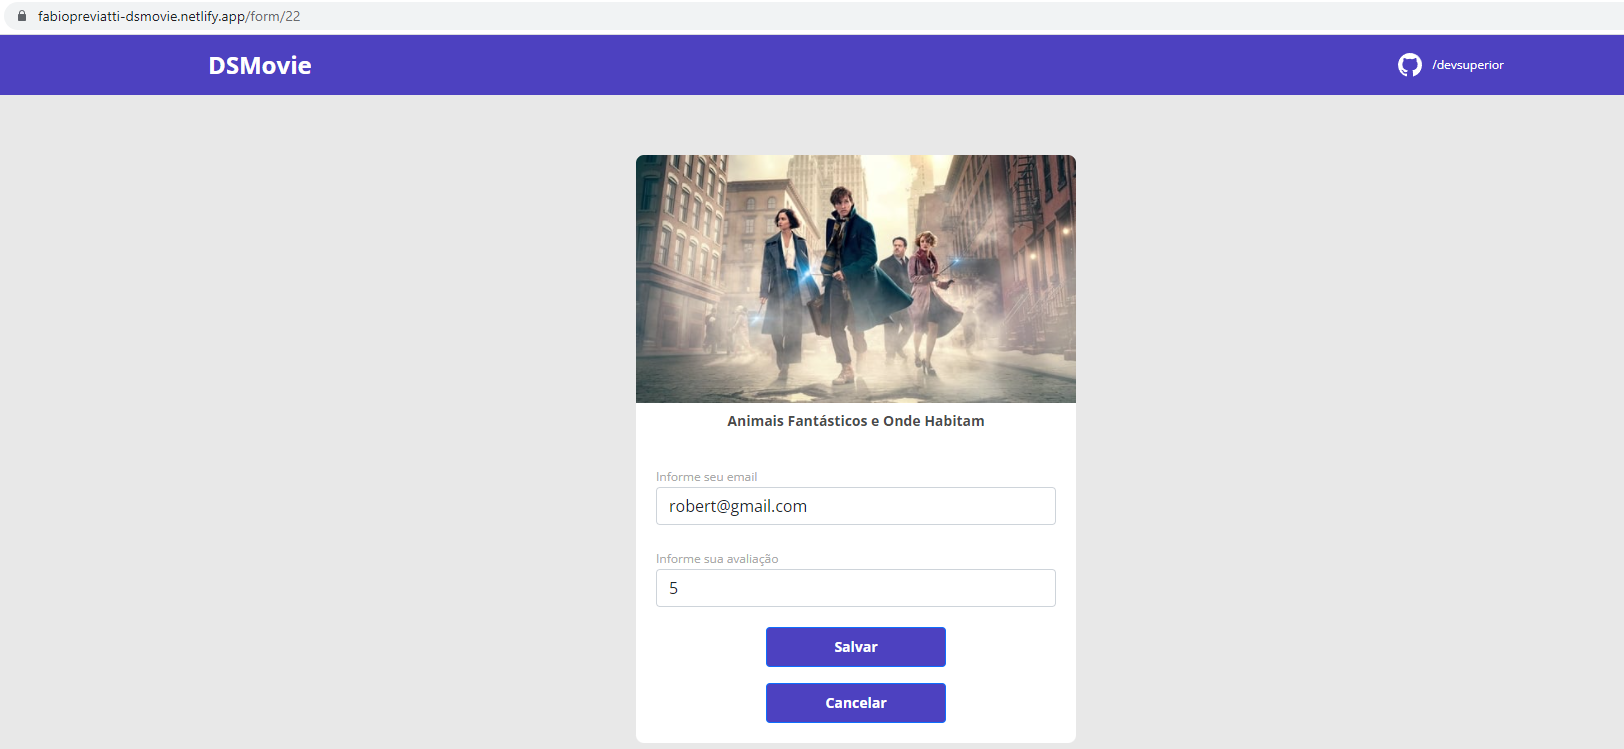 fabiopreviatti-dsmovie.netlify.app/form/22
DSMovie
/devsuperior
Animais Fantásticos e Onde Habitam
Informe seu email
robert@gmail.com
Informe sua avaliação
5
Salvar
Cancelar